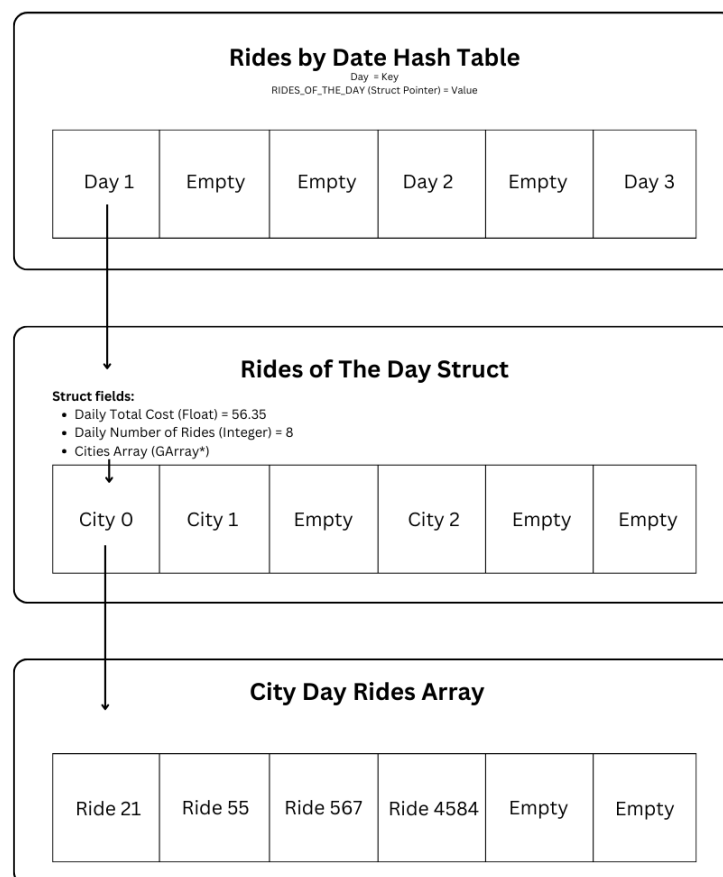 Rides by Date Hash Table
Day = Key
RIDES_OF_THE_DAY (Struct Pointer) = Value
Day 1 Empty Empty Day 2 Empty Day 3
Rides of The Day Struct
Struct fields:
• Daily Total Cost (Float) = 56.35
• Daily Number of Rides (Integer) = 8
• Cities Array (GArray*)
City 0 City 1 Empty City 2 Empty Empty
City Day Rides Array
Ride 21 Ride 55 Ride 567 Ride 4584 Empty Empty